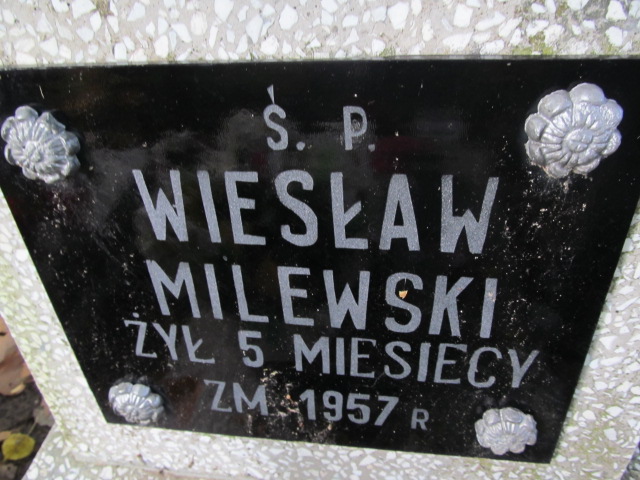 Ś. P.
WIESŁAW
MILEWSKI
ŻYŁ 5 MIESIECY
ZM 1957 R